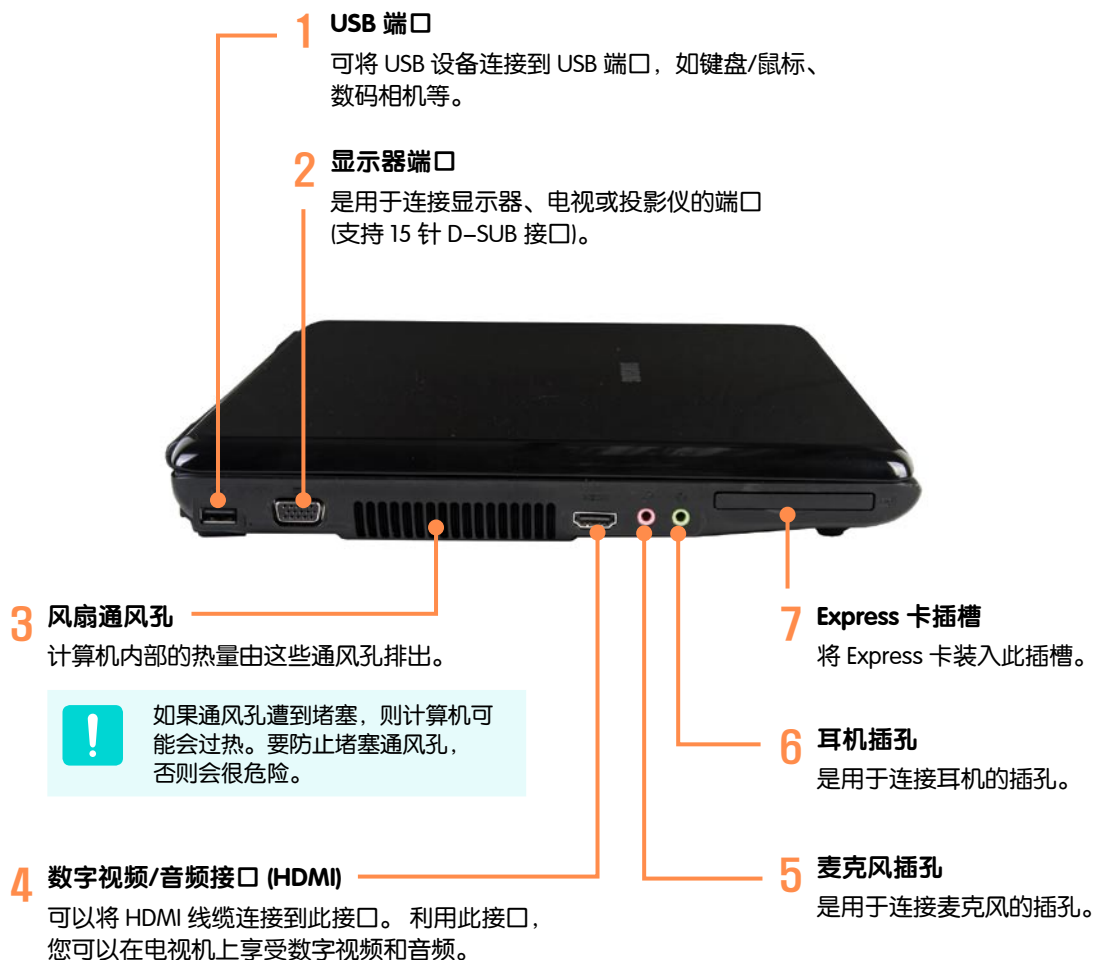 1 USB 端口
可将 USB 设备连接到 USB 端口，如键盘/鼠标、
数码相机等。
2 显示器端口
是用于连接显示器、电视或投影仪的端口
(支持 15 针 D-SUB 接口)。
3 风扇通风孔
计算机内部的热量由这些通风孔排出。
! 如果通风孔遭到堵塞，则计算机可
能会过热。要防止堵塞通风孔，
否则会很危险。
4 数字视频/音频接口 (HDMI)
可以将 HDMI 线缆连接到此接口。 利用此接口，
您可以在电视机上享受数字视频和音频。
7 Express 卡插槽
将 Express 卡装入此插槽。
6 耳机插孔
是用于连接耳机的插孔。
5 麦克风插孔
是用于连接麦克风的插孔。